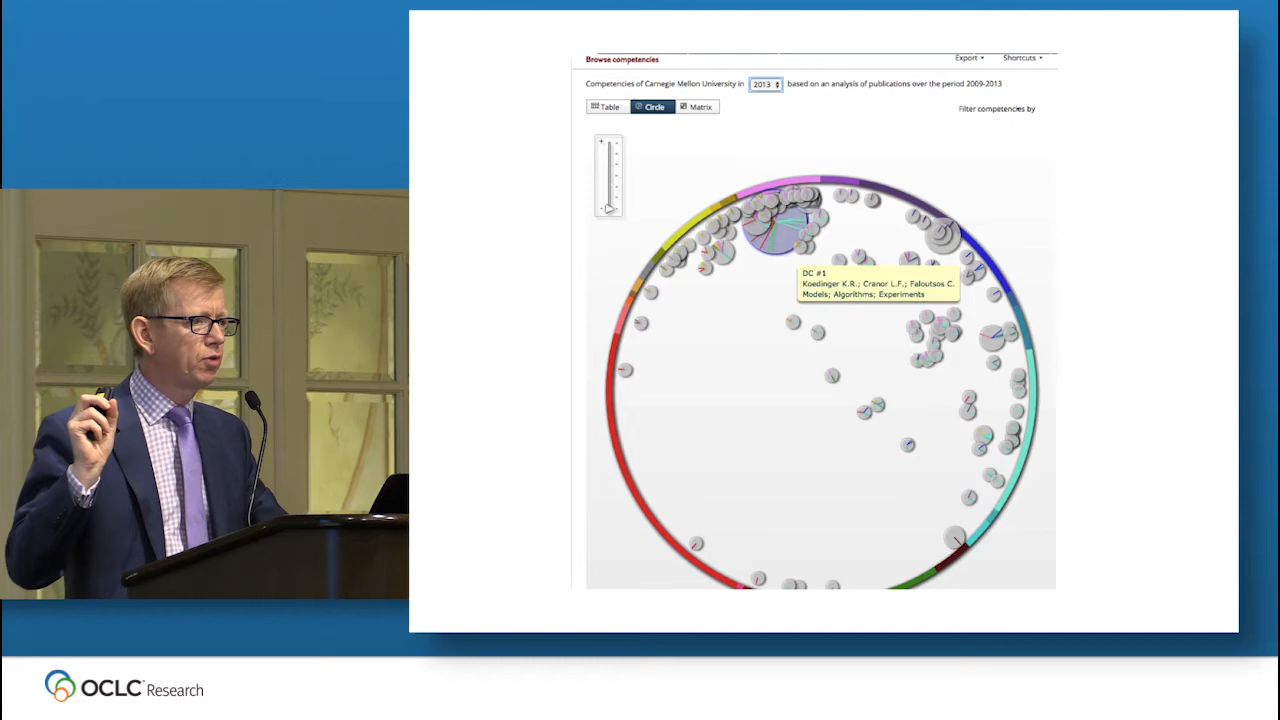 Browse competencies
Export
Shortcuts
Competencies of Carnegie Mellon University in 2013 based on an analysis of publications over the period 2009-2013
Table Circle Matrix
Filter competencies by
DC #1
Koedinger K.R.; Cranor L.F.; Faloutsos C.
Models; Algorithms; Experiments
OCLC Research